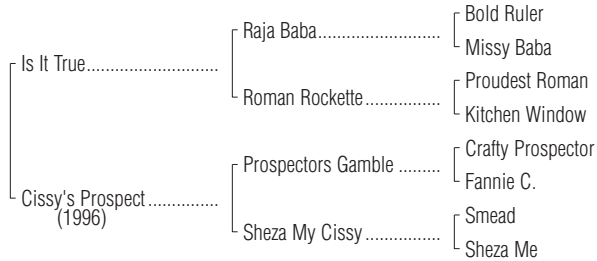 Bold Ruler
Raja Baba
Missy Baba
Is It True
Proudest Roman
Roman Rockette
Kitchen Window
Crafty Prospector
Prospectors Gamble
Fannie C.
Cissy's Prospect
(1996)
Smead
Sheza My Cissy
Sheza Me